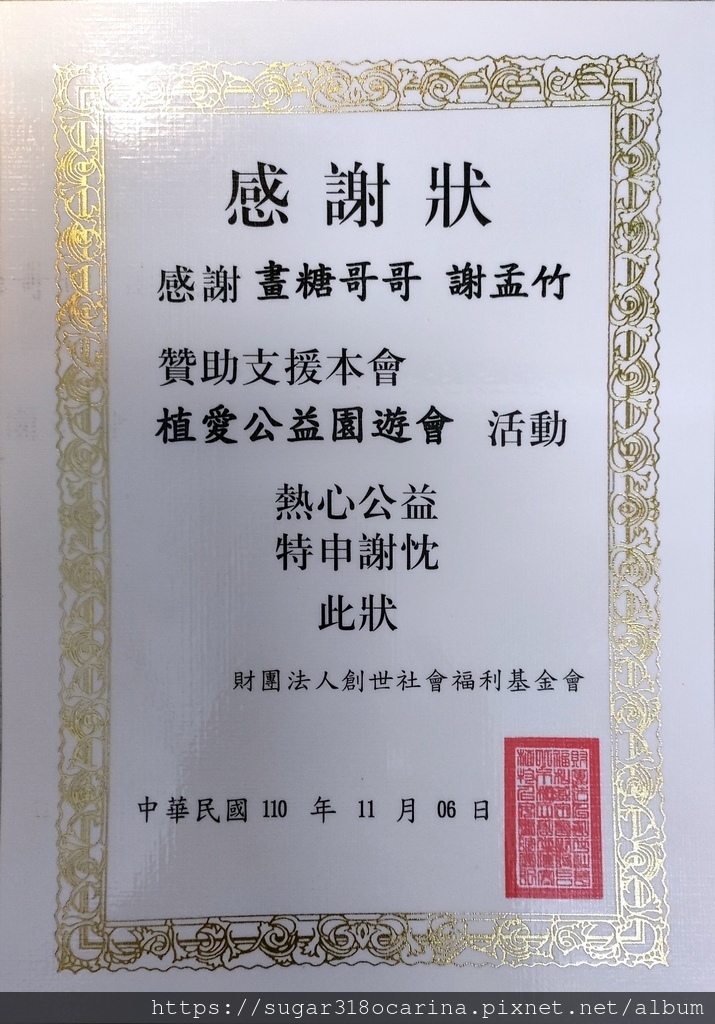 感謝狀
感謝 畫糖哥哥 謝孟竹
贊助支援本會
植愛公益園遊會 活動
熱心公益
特申謝忱
此狀
財團法人創世社會福利基金會
中華民國 110 年 11 月 06 日
https://sugar318ocarina.pixnet.net/album